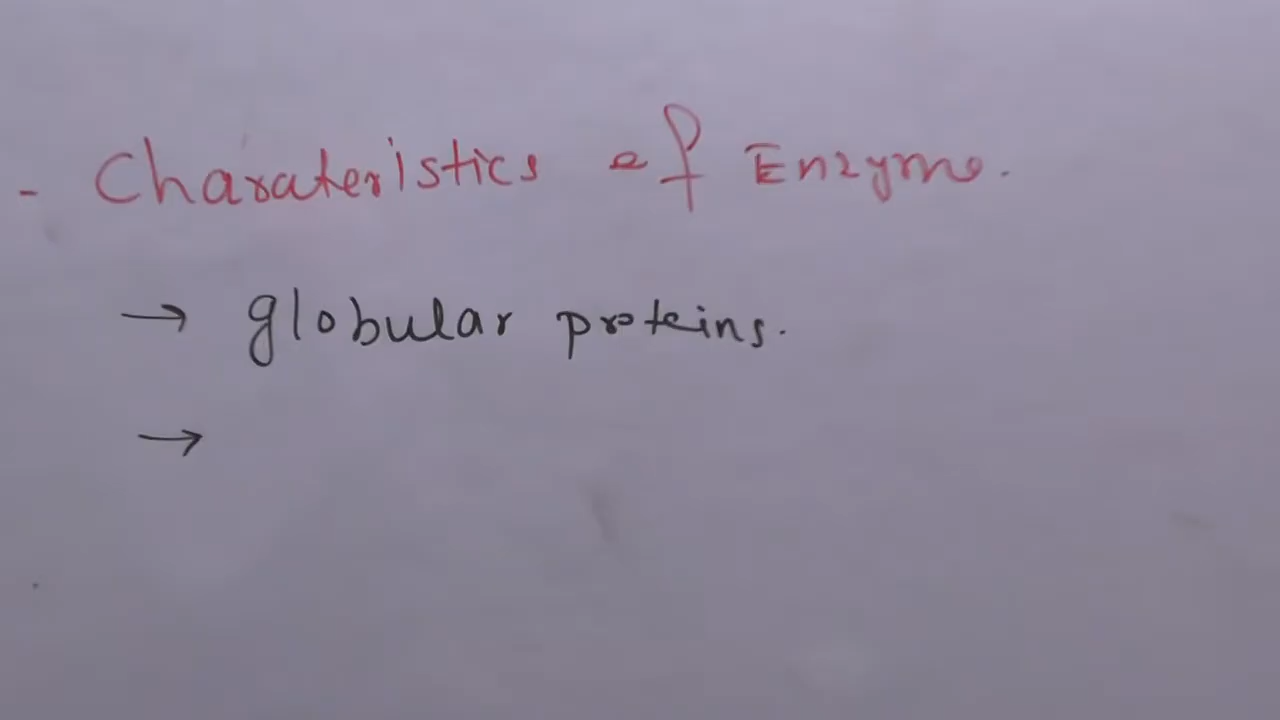 - Charateristics of Enzyme.
→ globular proteins.
→